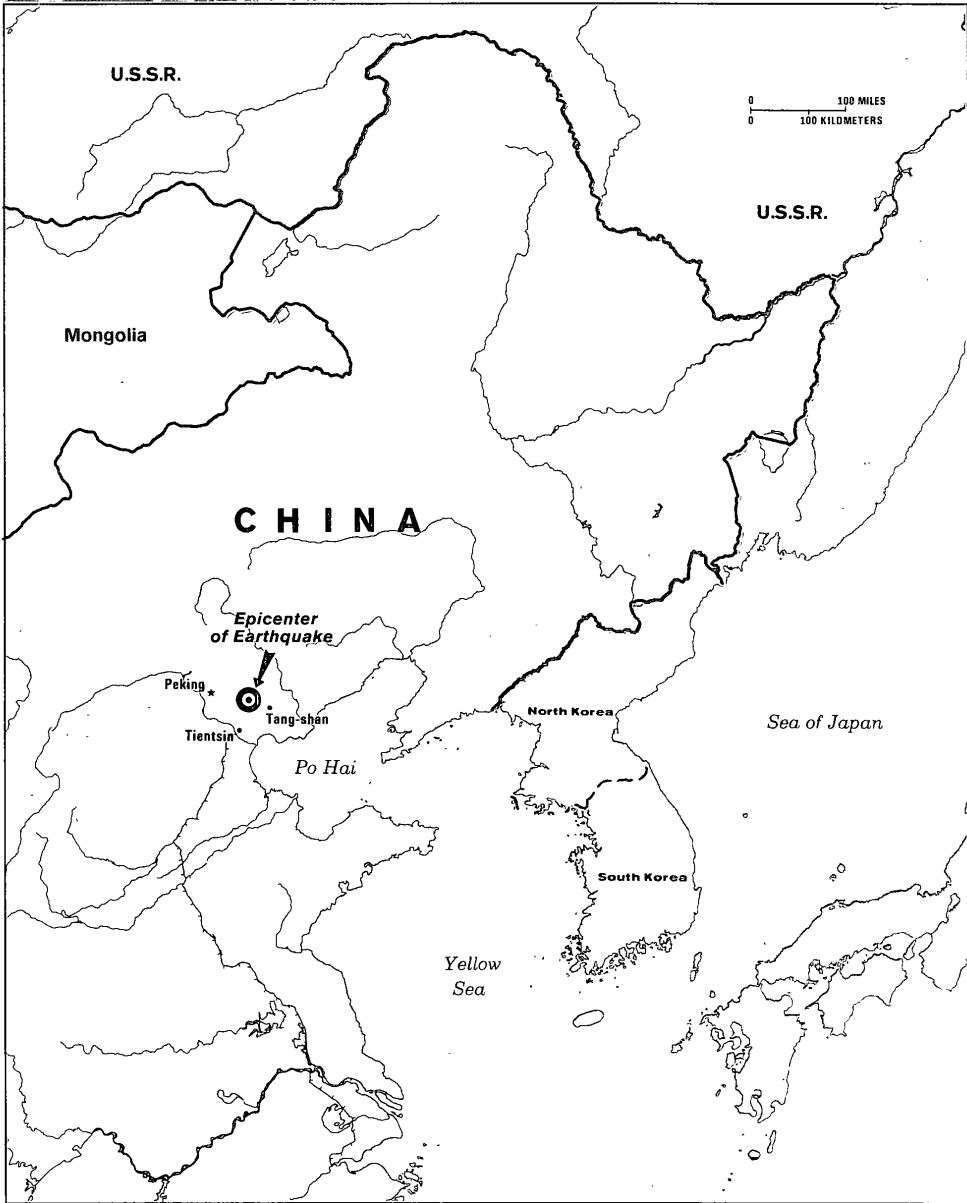 U.S.S.R.
0 100 MILES
0 100 KILOMETERS
U.S.S.R.
Mongolia
CHINA
Epicenter
of Earthquake
Peking
Tang-shan
Tientsin
North Korea
Sea of Japan
Po Hai
South Korea
Yellow
Sea